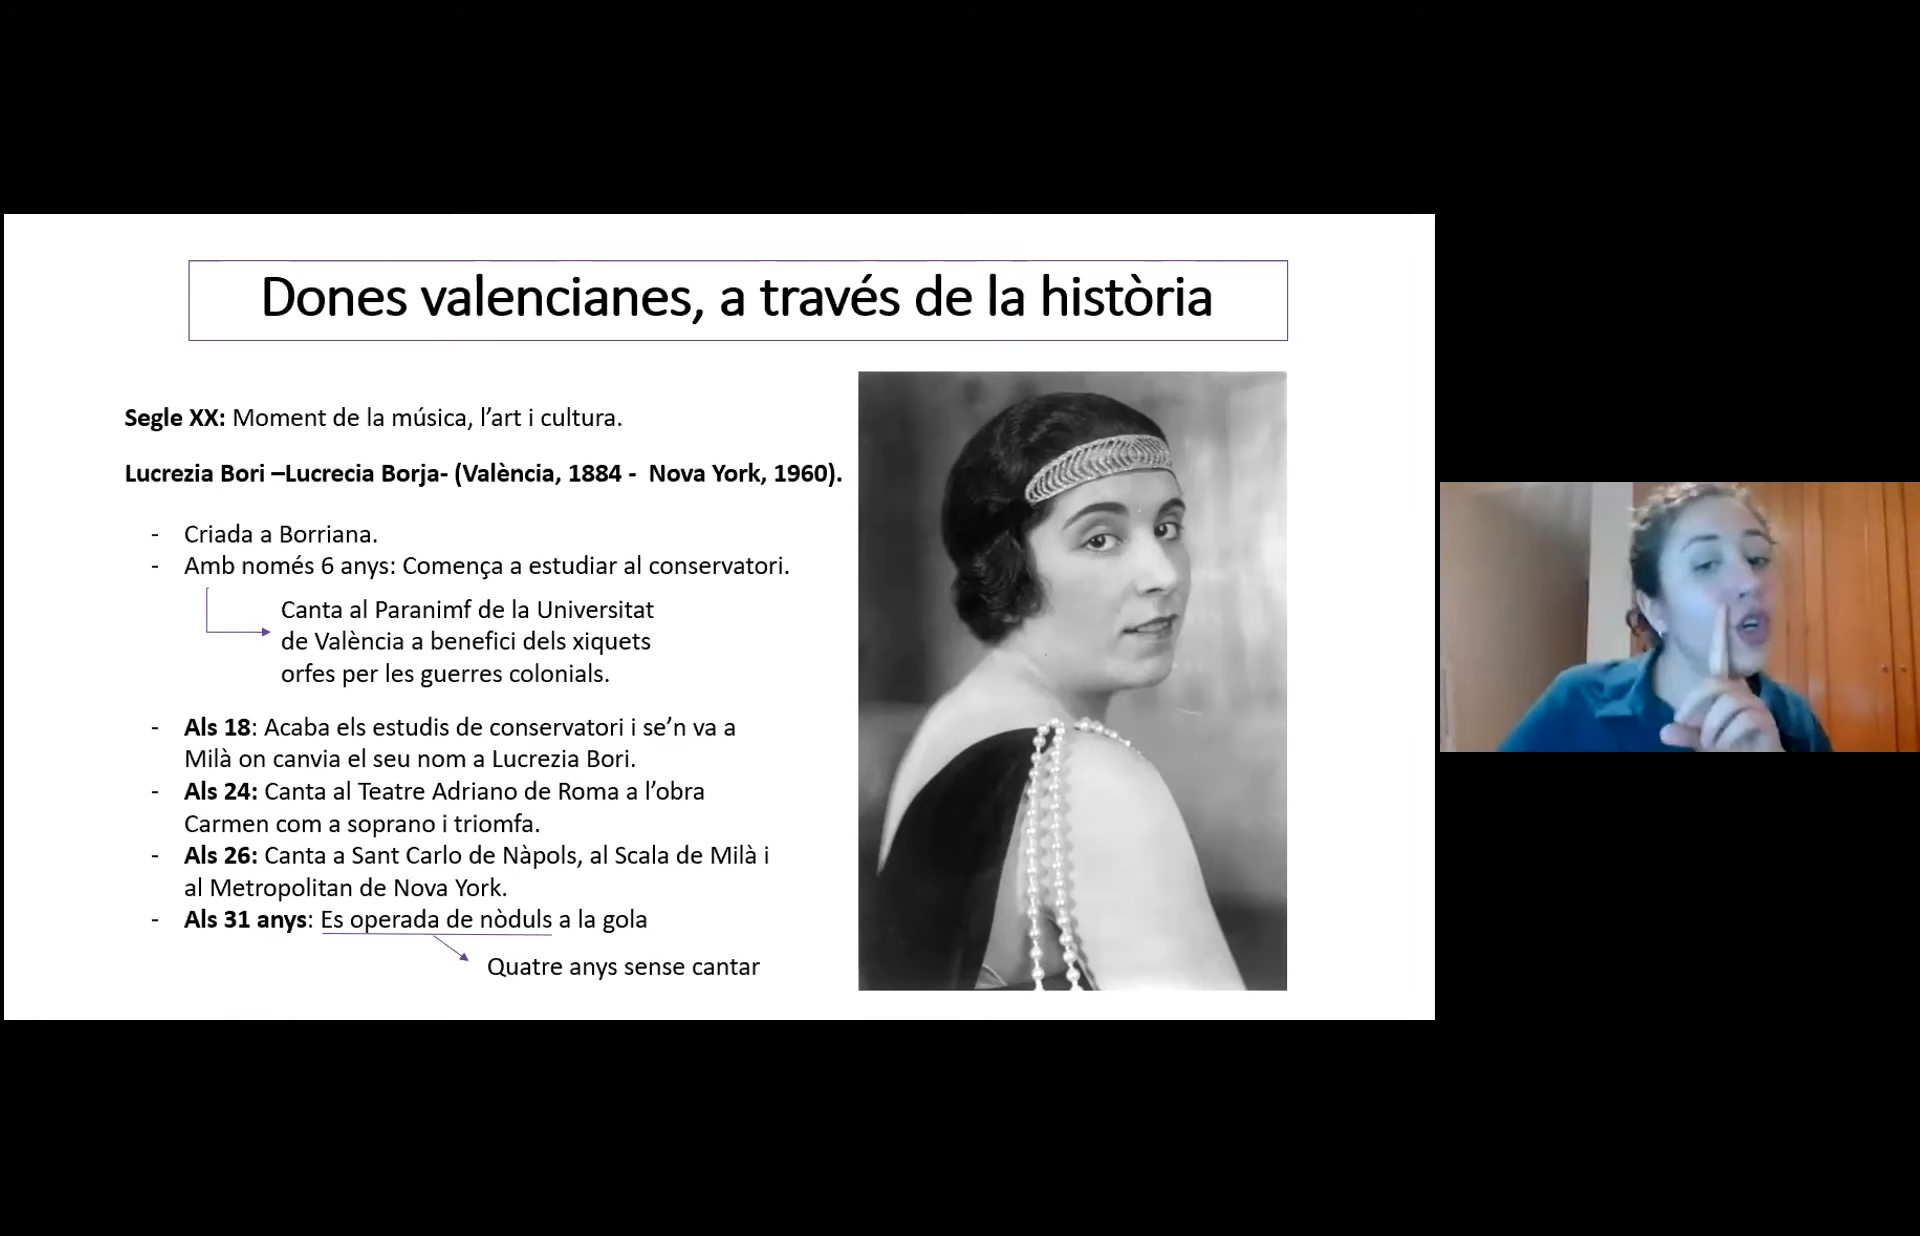 Dones valencianes, a través de la història
Segle XX: Moment de la música, l’art i cultura.
Lucrezia Bori –Lucrecia Borja- (València, 1884 - Nova York, 1960).
- Criada a Borriana.
- Amb només 6 anys: Comença a estudiar al conservatori.
Canta al Paranimf de la Universitat
de València a benefici dels xiquets
orfes per les guerres colonials.
- Als 18: Acaba els estudis de conservatori i se’n va a
Milà on canvia el seu nom a Lucrezia Bori.
- Als 24: Canta al Teatre Adriano de Roma a l’obra
Carmen com a soprano i triomfa.
- Als 26: Canta a Sant Carlo de Nàpols, al Scala de Milà i
al Metropolitan de Nova York.
- Als 31 anys: Es operada de nòduls a la gola
Quatre anys sense cantar